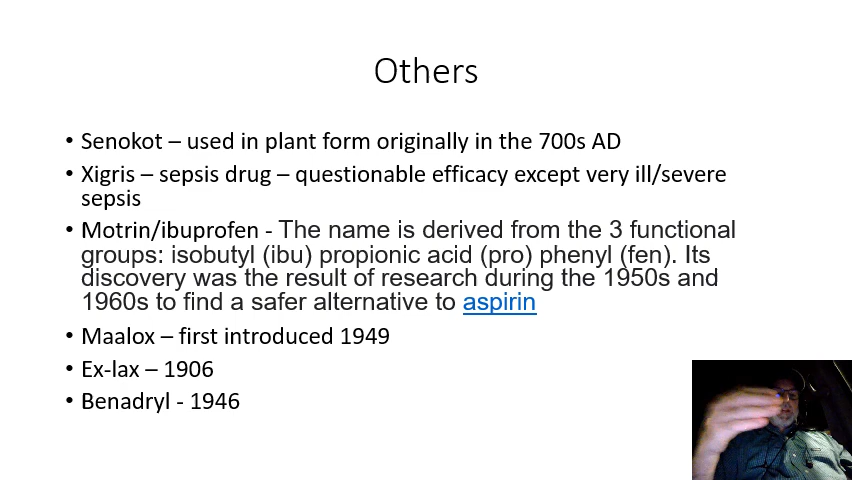 Others
• Senokot – used in plant form originally in the 700s AD
• Xigris – sepsis drug – questionable efficacy except very ill/severe
sepsis
• Motrin/ibuprofen - The name is derived from the 3 functional
groups: isobutyl (ibu) propionic acid (pro) phenyl (fen). Its
discovery was the result of research during the 1950s and
1960s to find a safer alternative to aspirin
• Maalox – first introduced 1949
• Ex-lax – 1906
• Benadryl - 1946